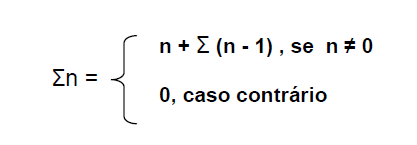 n + Σ (n - 1) , se n ≠ 0
Σn =
0, caso contrário